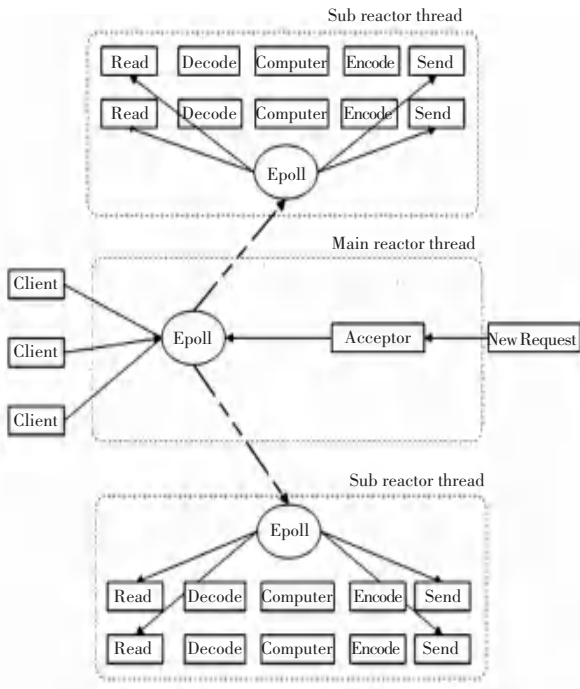 Sub reactor thread
Read Decode Computer Encode Send
Read Decode Computer Encode Send
Epoll
Main reactor thread
Client
Epoll Acceptor New Request
Client
Client
Sub reactor thread
Epoll
Read Decode Computer Encode Send
Read Decode Computer Encode Send